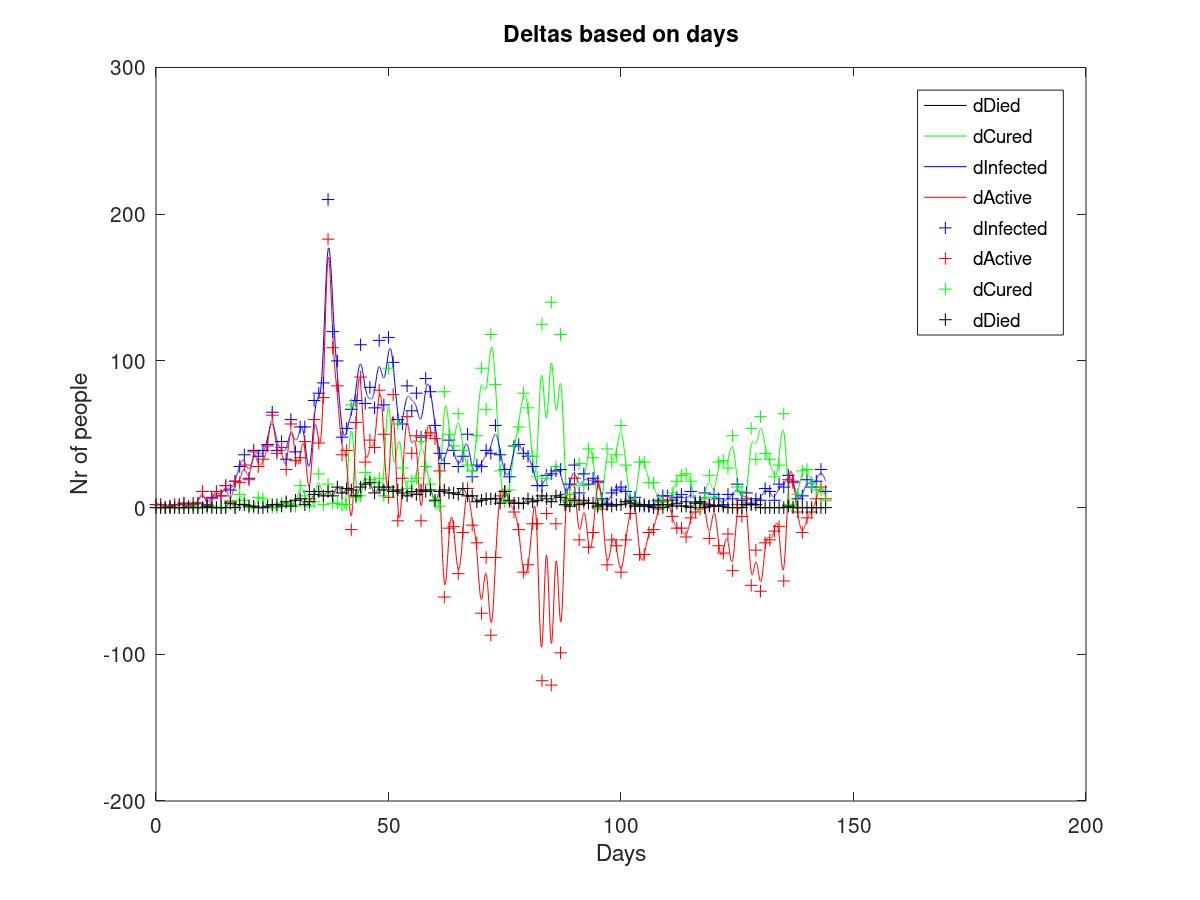 Deltas based on days
300
200
100
0
-100
-200
Nr of people
0
50
100
150
200
Days
dDied
dCured
dInfected
dActive
dInfected
dActive
dCured
dDied